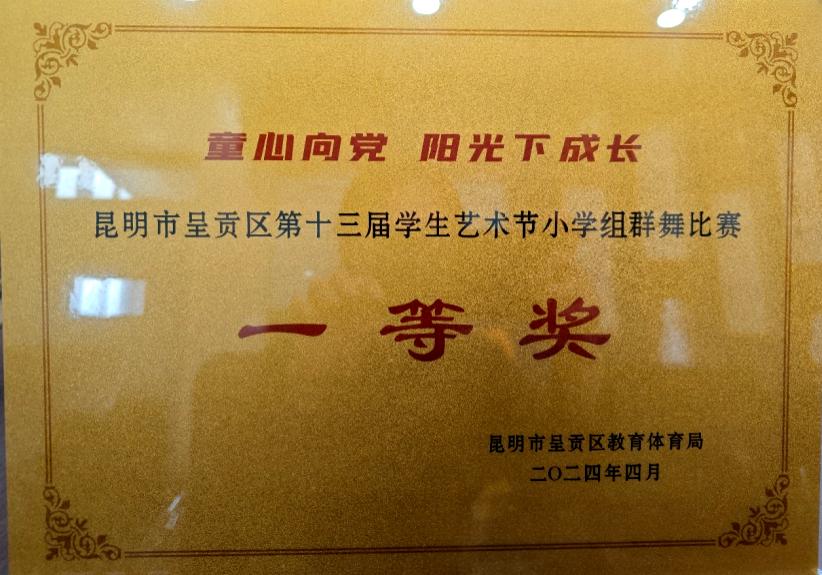 童心向党 阳光下成长
昆明市呈贡区第十三届学生艺术节小学组群舞比赛
一等奖
昆明市呈贡区教育体育局
二〇二四年四月